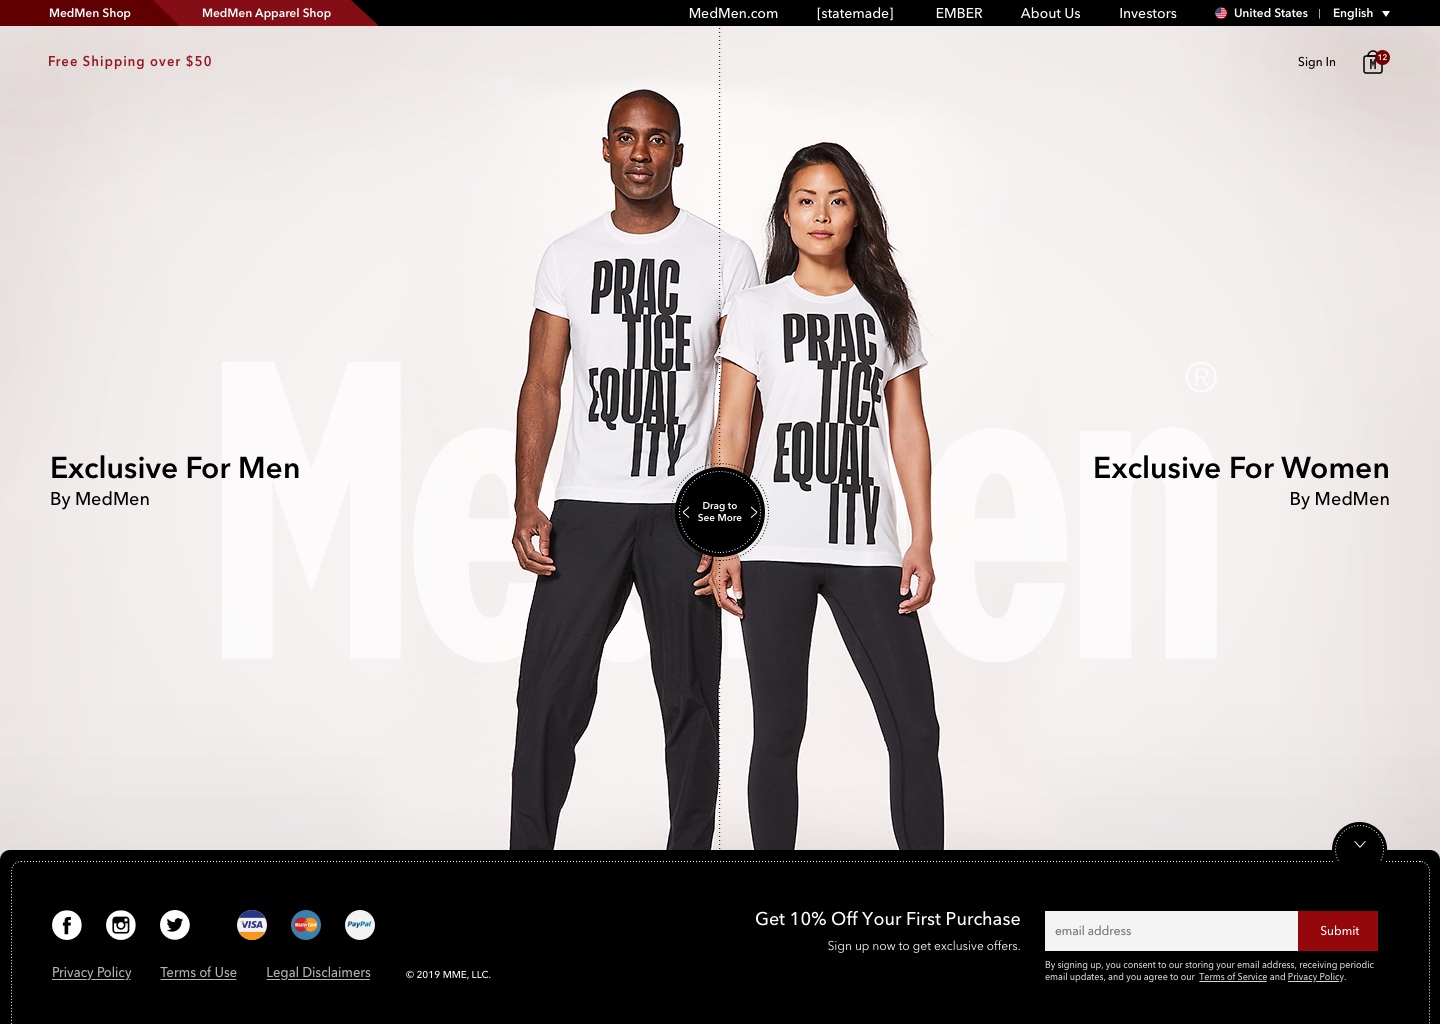 MedMen Shop
MedMen Apparel Shop
MedMen.com
[statemade]
EMBER
About Us
Investors
United States
English
Free Shipping over $50
Sign In
M
12
MedMen®
PRAC
TICE
EQUAL
ITY
PRAC
TICE
EQUAL
ITY
Exclusive For Men
By MedMen
Exclusive For Women
By MedMen
Drag to
See More
VISA
MasterCard
PayPal
Privacy Policy
Terms of Use
Legal Disclaimers
© 2019 MME, LLC.
Get 10% Off Your First Purchase
Sign up now to get exclusive offers.
email address
Submit
By signing up, you consent to our storing your email address, receiving periodic
email updates, and you agree to our Terms of Service and Privacy Policy.